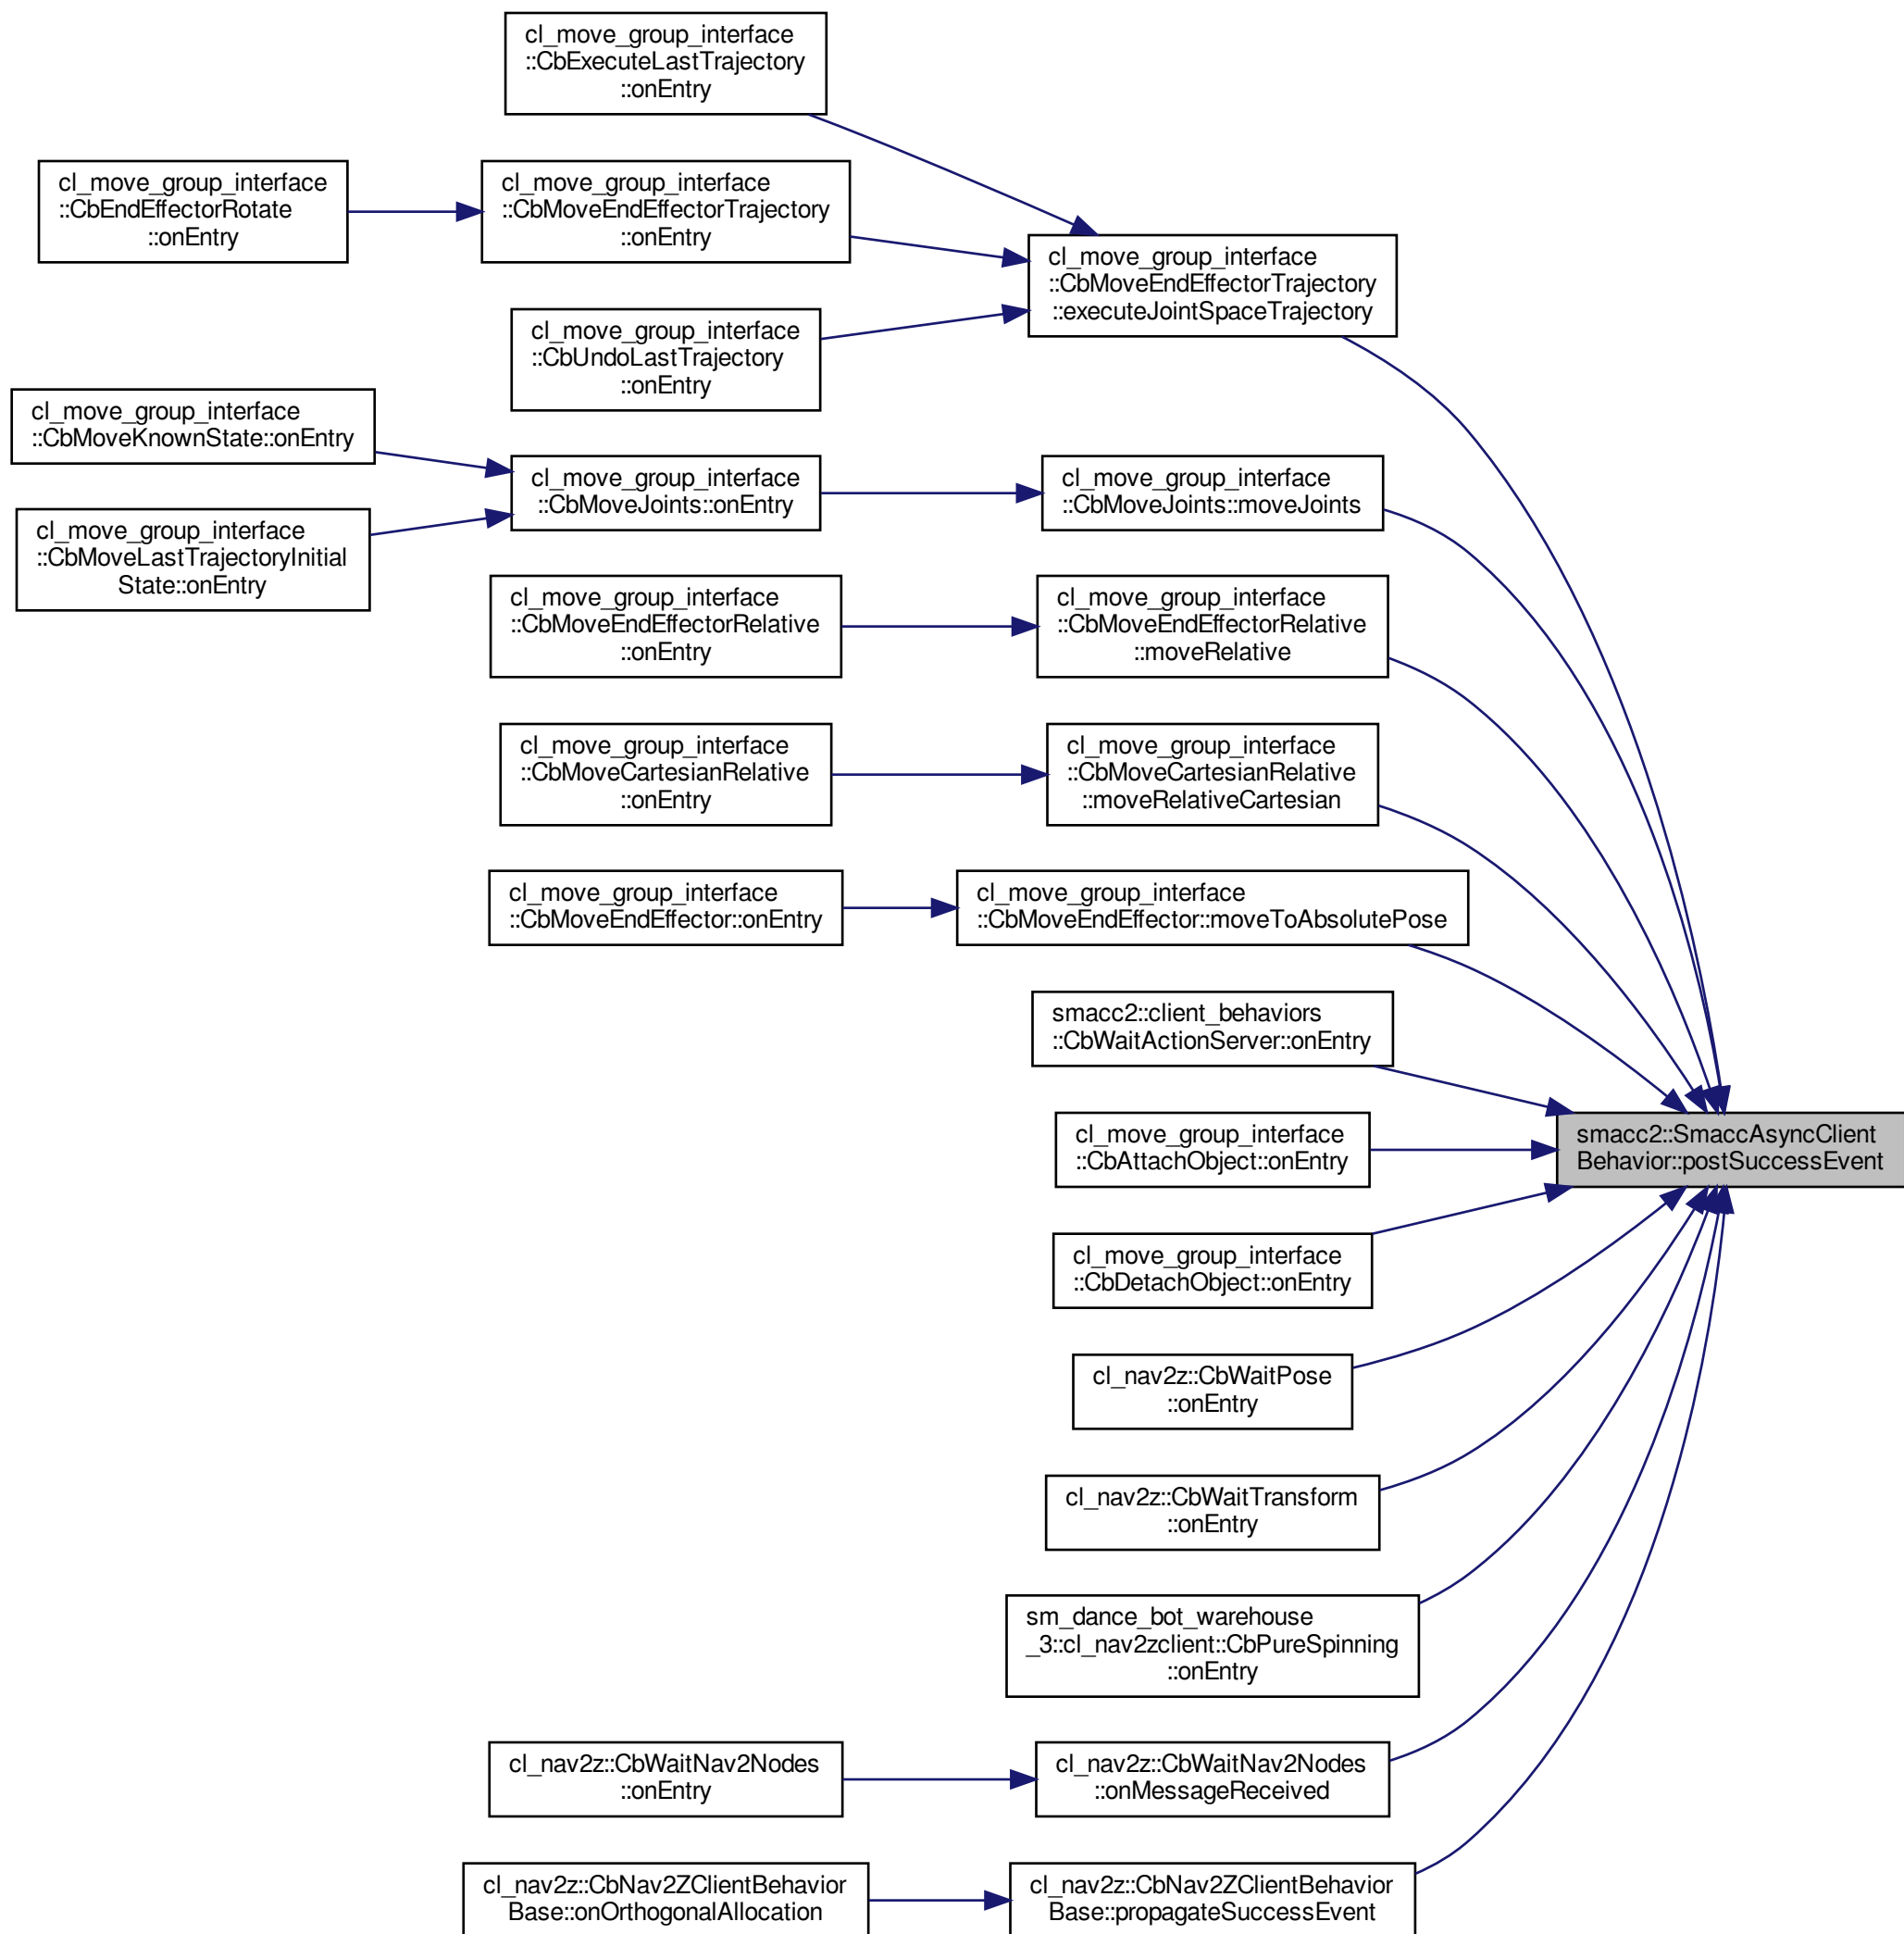 cl_move_group_interface
::CbExecuteLastTrajectory
::onEntry
cl_move_group_interface
::CbEndEffectorRotate
::onEntry
cl_move_group_interface
::CbMoveEndEffectorTrajectory
::onEntry
cl_move_group_interface
::CbMoveEndEffectorTrajectory
::executeJointSpaceTrajectory
cl_move_group_interface
::CbUndoLastTrajectory
::onEntry
cl_move_group_interface
::CbMoveKnownState::onEntry
cl_move_group_interface
::CbMoveJoints::onEntry
cl_move_group_interface
::CbMoveJoints::moveJoints
cl_move_group_interface
::CbMoveLastTrajectoryInitial
State::onEntry
cl_move_group_interface
::CbMoveEndEffectorRelative
::onEntry
cl_move_group_interface
::CbMoveEndEffectorRelative
::moveRelative
cl_move_group_interface
::CbMoveCartesianRelative
::onEntry
cl_move_group_interface
::CbMoveCartesianRelative
::moveRelativeCartesian
cl_move_group_interface
::CbMoveEndEffector::onEntry
cl_move_group_interface
::CbMoveEndEffector::moveToAbsolutePose
smacc2::client_behaviors
::CbWaitActionServer::onEntry
cl_move_group_interface
::CbAttachObject::onEntry
smacc2::SmaccAsyncClient
Behavior::postSuccessEvent
cl_move_group_interface
::CbDetachObject::onEntry
cl_nav2z::CbWaitPose
::onEntry
cl_nav2z::CbWaitTransform
::onEntry
sm_dance_bot_warehouse
_3::cl_nav2zclient::CbPureSpinning
::onEntry
cl_nav2z::CbWaitNav2Nodes
::onEntry
cl_nav2z::CbWaitNav2Nodes
::onMessageReceived
cl_nav2z::CbNav2ZClientBehavior
Base::onOrthogonalAllocation
cl_nav2z::CbNav2ZClientBehavior
Base::propagateSuccessEvent